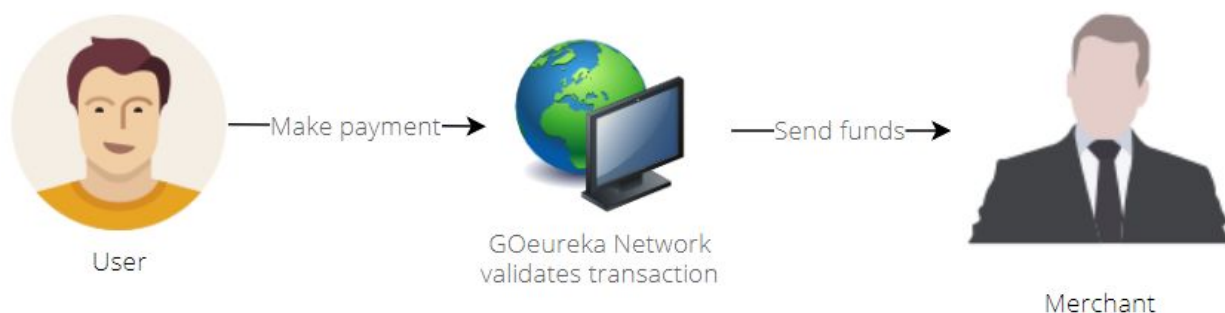 Make payment
Send funds
GOeureka Network
validates transaction
User
Merchant